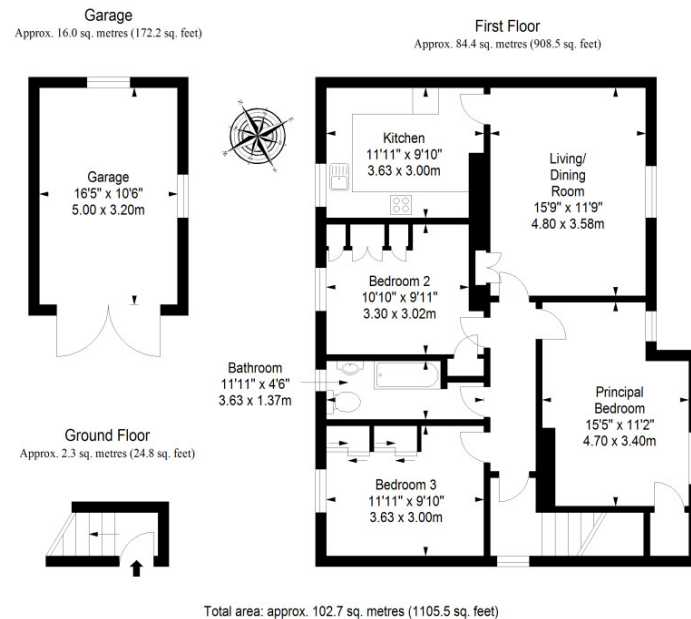 Garage
Approx. 16.0 sq. metres (172.2 sq. feet)
First Floor
Approx. 84.4 sq. metres (908.5 sq. feet)
Garage
16'5" x 10'6"
5.00 x 3.20m
Kitchen
11'11" x 9'10"
3.63 x 3.00m
Living/
Dining
Room
15'9" x 11'9"
4.80 x 3.58m
Bedroom 2
10'10" x 9'11"
3.30 x 3.02m
Bathroom
11'11" x 4'6"
3.63 x 1.37m
Principal
Bedroom
15'5" x 11'2"
4.70 x 3.40m
Ground Floor
Approx. 2.3 sq. metres (24.8 sq. feet)
Bedroom 3
11'11" x 9'10"
3.63 x 3.00m
Total area: approx. 102.7 sq. metres (1105.5 sq. feet)